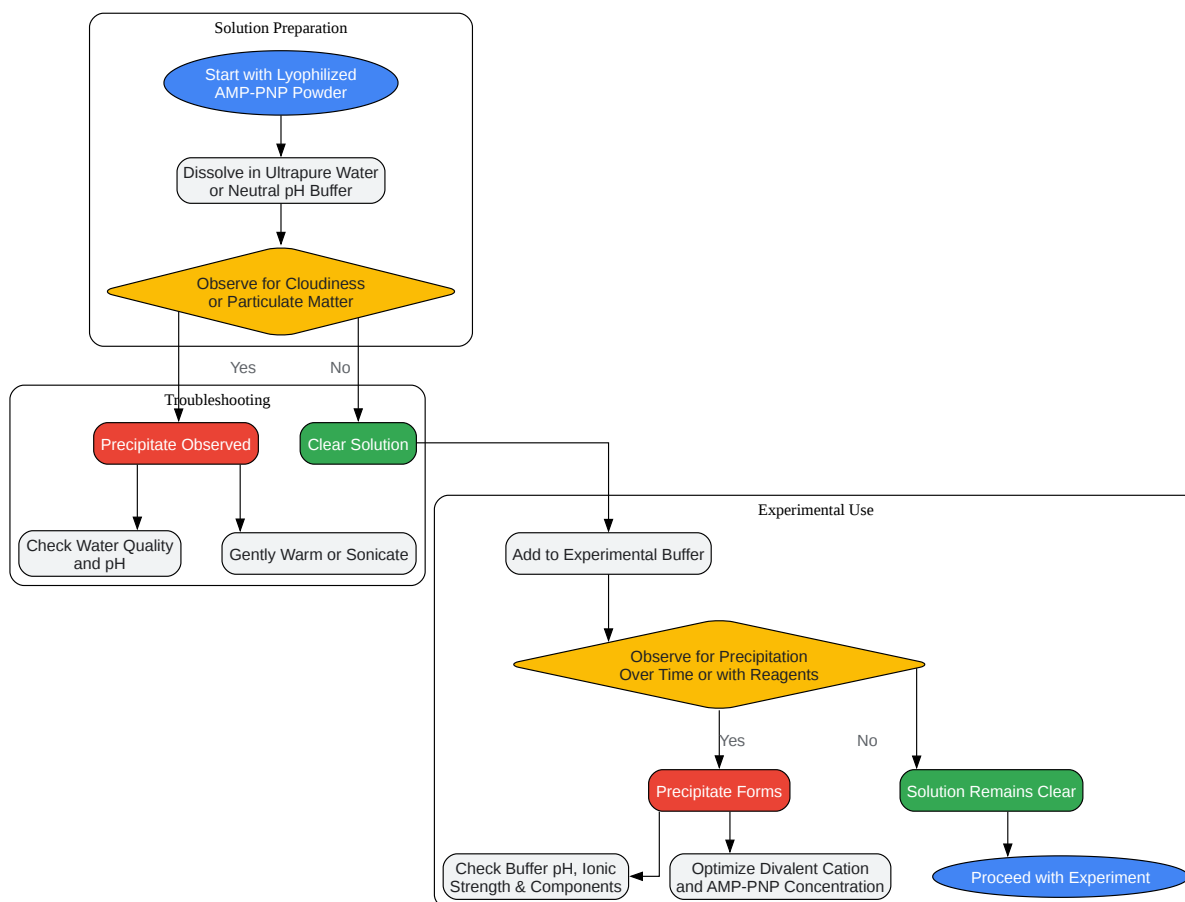 Solution Preparation
Start with Lyophilized
AMP-PNP Powder
Dissolve in Ultrapure Water
or Neutral pH Buffer
Observe for Cloudiness
or Particulate Matter
Yes
No
Troubleshooting
Precipitate Observed
Clear Solution
Check Water Quality
and pH
Gently Warm or Sonicate
Experimental Use
Add to Experimental Buffer
Observe for Precipitation
Over Time or with Reagents
Yes
No
Precipitate Forms
Solution Remains Clear
Check Buffer pH, Ionic
Strength & Components
Optimize Divalent Cation
and AMP-PNP Concentration
Proceed with Experiment